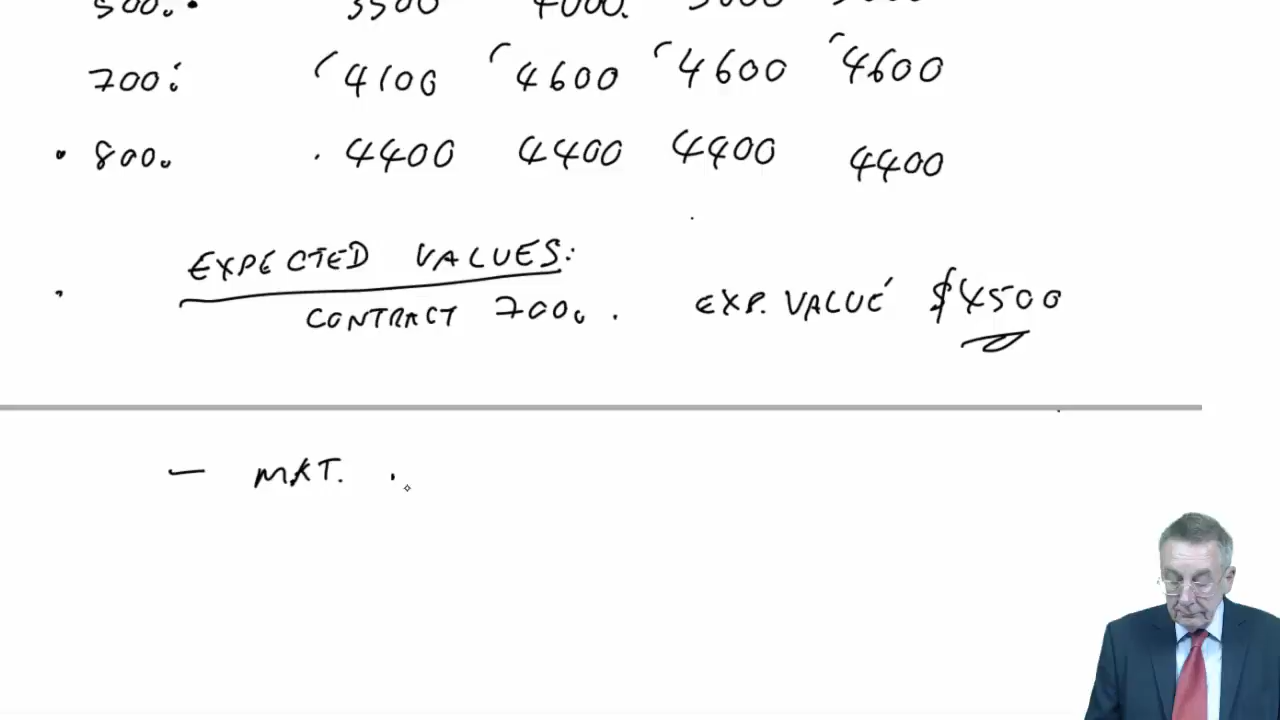 700 4100 4600 4600 4600
800 4400 4400 4400 4400
EXPECTED VALUES:
CONTRACT 700. EXP. VALUE $4500
— MKT.